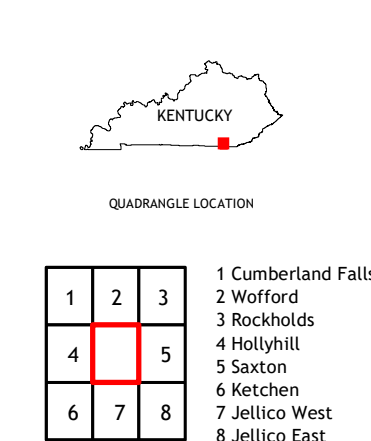 KENTUCKY
QUADRANGLE LOCATION
1 2 3
4 5
6 7 8
1 Cumberland Falls
2 Wofford
3 Rockholds
4 Hollyhill
5 Saxton
6 Ketchen
7 Jellico West
8 Jellico East